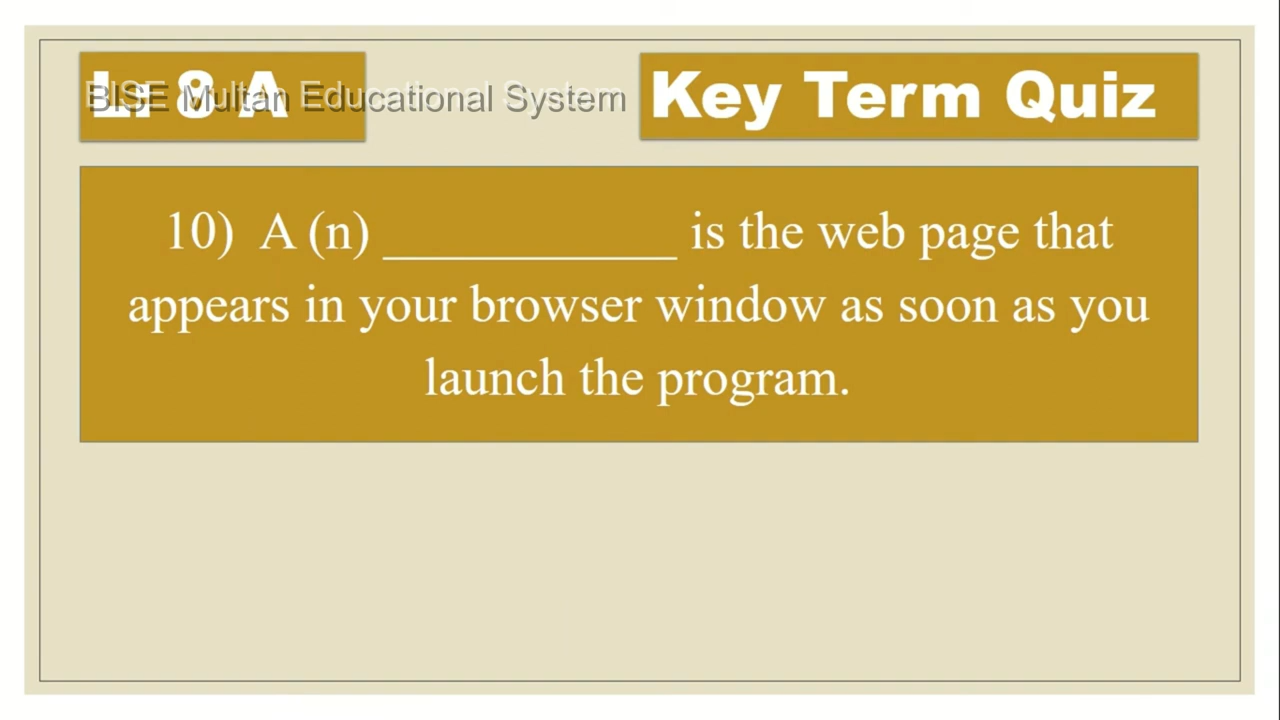 L: 8 A
BISE Multan Educational System
Key Term Quiz
10) A (n) ____________ is the web page that
appears in your browser window as soon as you
launch the program.